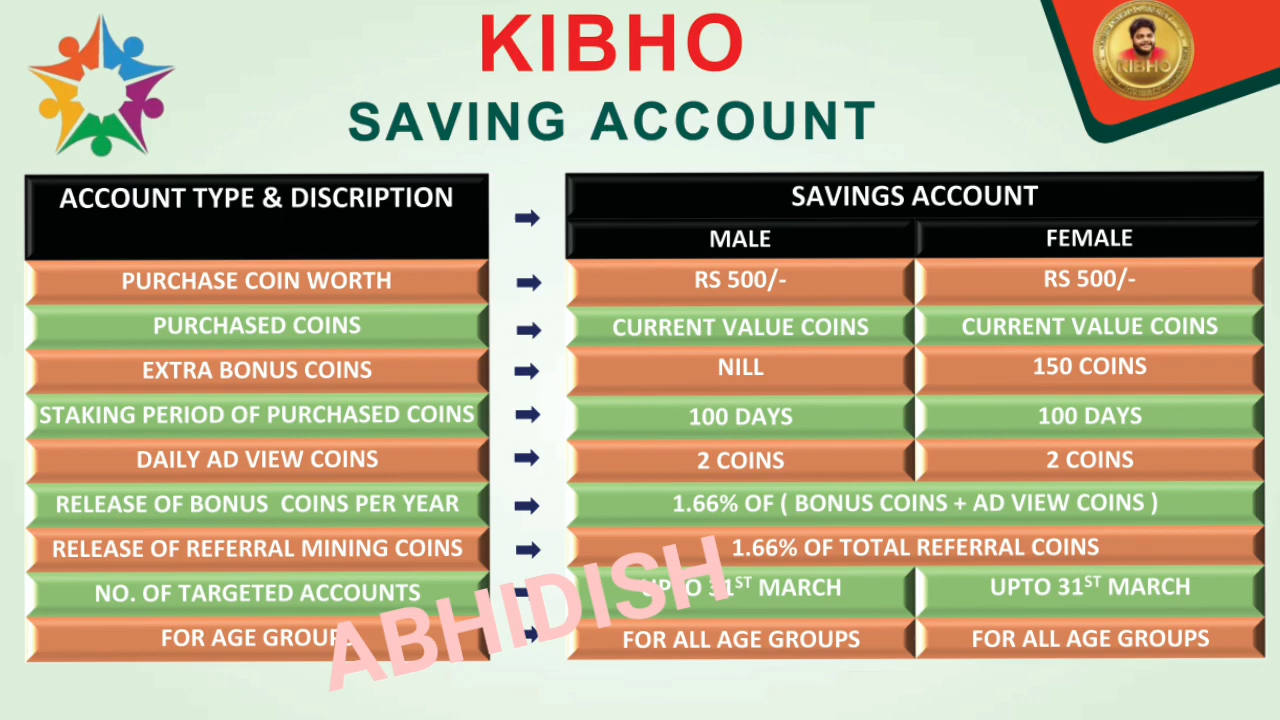 KIBHO
KIBHO
SAVING ACCOUNT
ACCOUNT TYPE & DISCRIPTION
SAVINGS ACCOUNT
MALE FEMALE
PURCHASE COIN WORTH RS 500/- RS 500/-
PURCHASED COINS CURRENT VALUE COINS CURRENT VALUE COINS
EXTRA BONUS COINS NILL 150 COINS
STAKING PERIOD OF PURCHASED COINS 100 DAYS 100 DAYS
DAILY AD VIEW COINS 2 COINS 2 COINS
RELEASE OF BONUS COINS PER YEAR 1.66% OF ( BONUS COINS + AD VIEW COINS )
RELEASE OF REFERRAL MINING COINS 1.66% OF TOTAL REFERRAL COINS
NO. OF TARGETED ACCOUNTS UPTO 31ST MARCH UPTO 31ST MARCH
FOR AGE GROUP FOR ALL AGE GROUPS FOR ALL AGE GROUPS
ABHIDISH